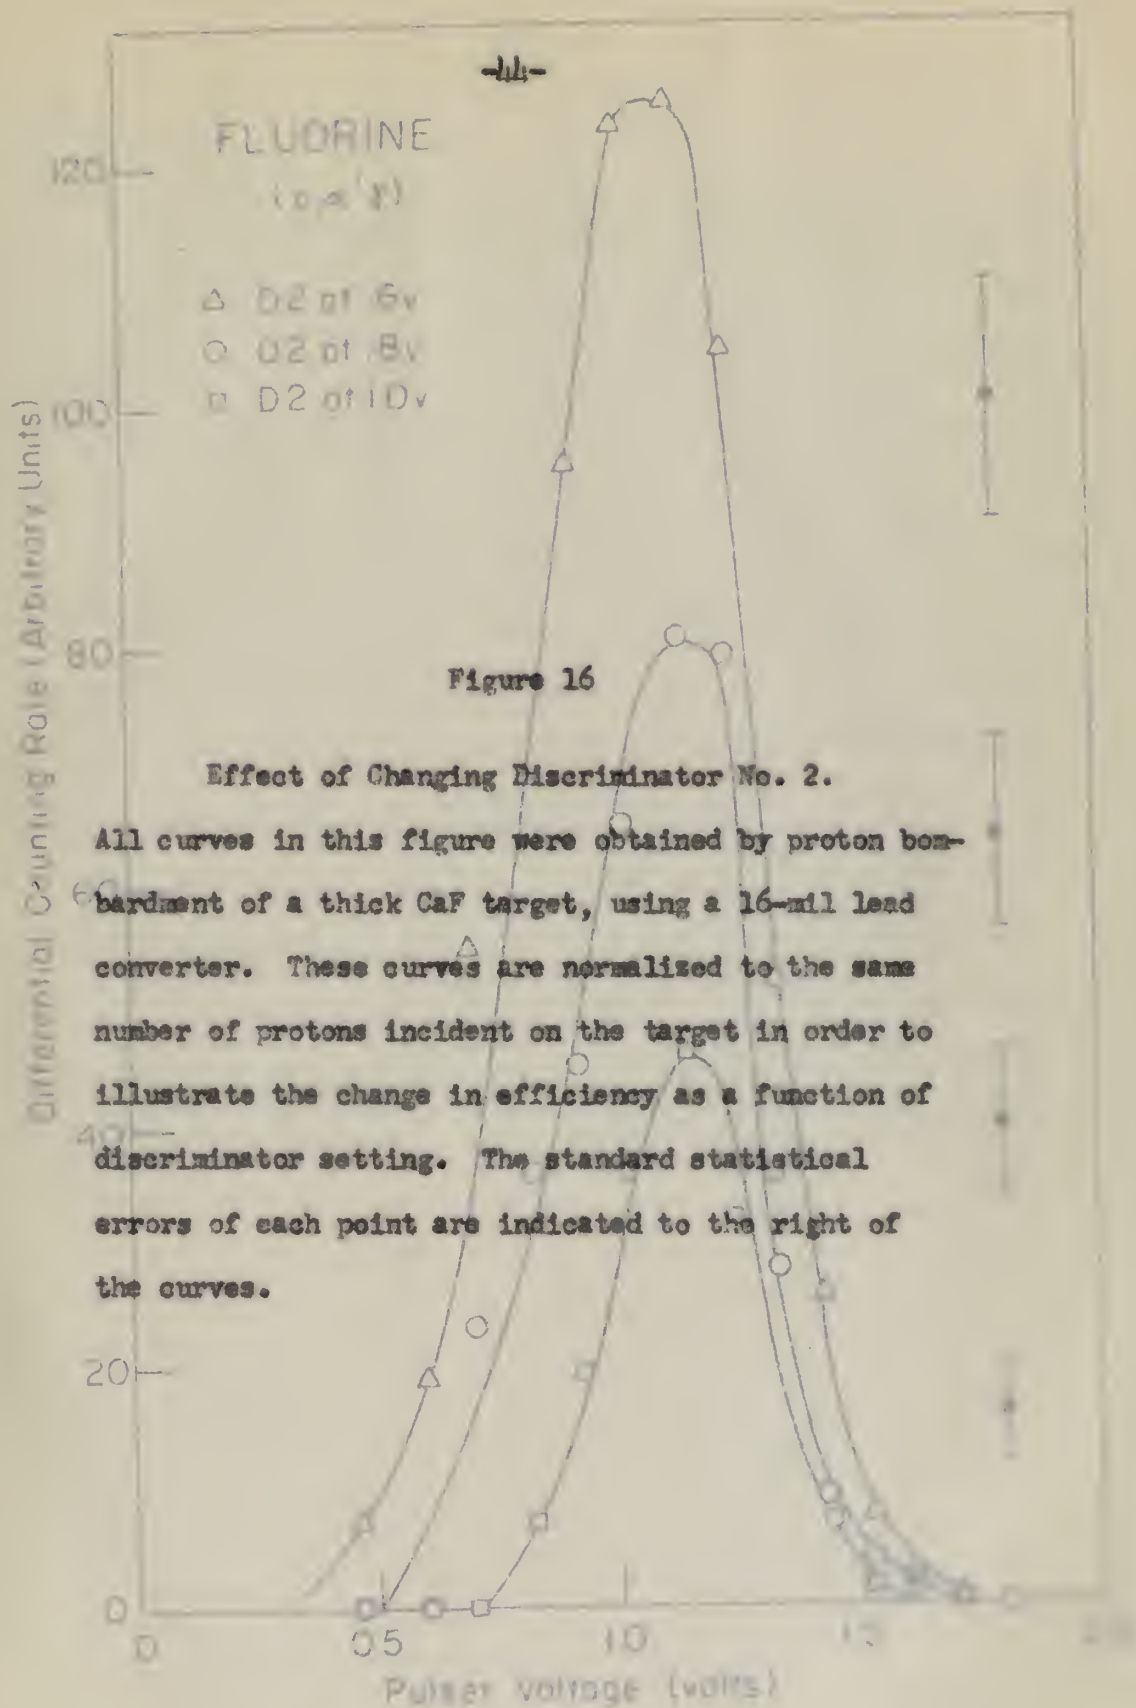 -44-
FLUORINE
120
Δ D2 at 6v
○ D2 at 8v
□ D2 at 10v
100
Differential Counting Rate (Arbitrary Units)
80
Figure 16
Effect of Changing Discriminator No. 2.
All curves in this figure were obtained by proton bom-
bardment of a thick CaF target, using a 16-mil lead
converter. These curves are normalized to the same
number of protons incident on the target in order to
illustrate the change in efficiency as a function of
40
discriminator setting. The standard statistical
errors of each point are indicated to the right of
the curves.
20
0
0 0.5 1.0
Pulser Voltage (volts)